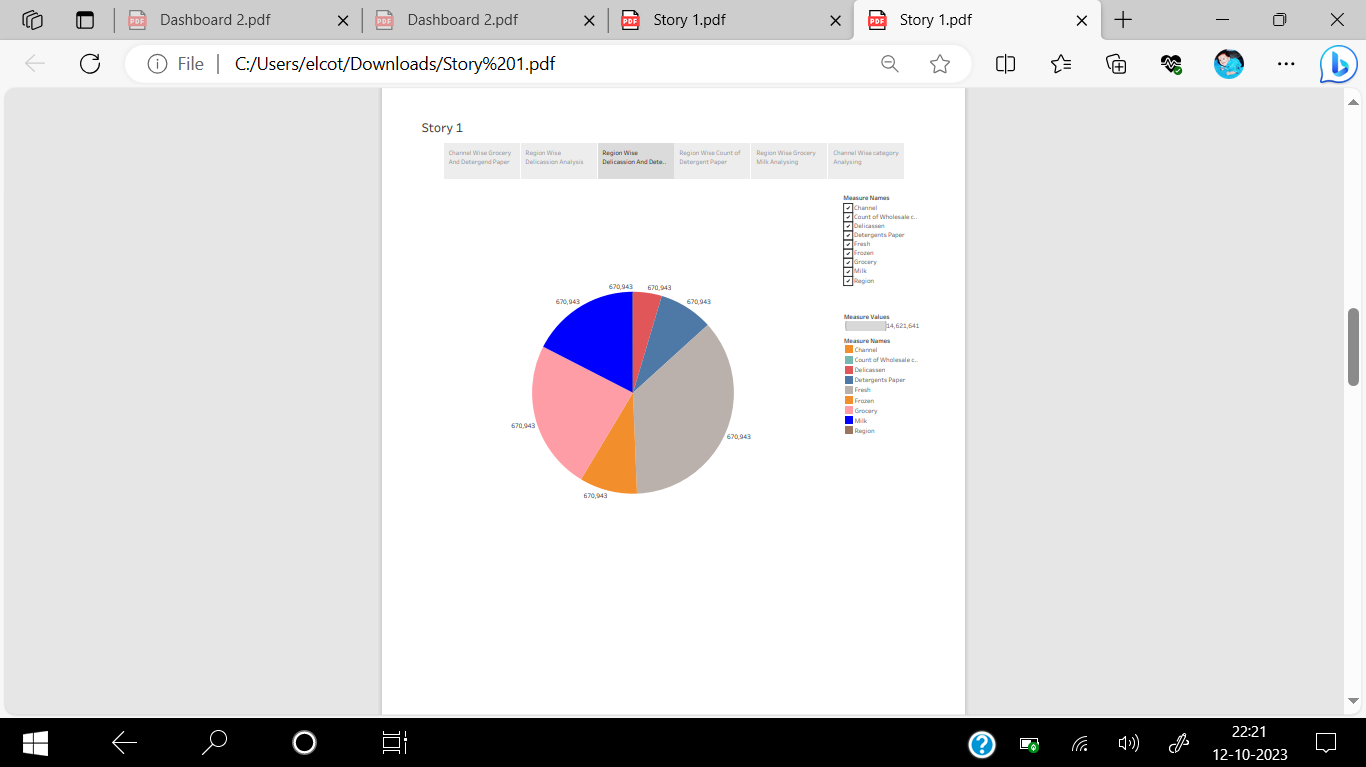 Dashboard 2.pdf
Dashboard 2.pdf
Story 1.pdf
Story 1.pdf
File
C:/Users/elcot/Downloads/Story%201.pdf
Story 1
Channel Wise Grocery
And Detergend Paper
Region Wise
Delicassion Analysis
Region Wise
Delicassion And Dete..
Region Wise Count of
Detergent Paper
Region Wise Grocery
Milk Analysing
Channel Wise category
Analysing
Measure Names
Channel
Count of Wholesale c..
Delicassen
Detergents Paper
Fresh
Frozen
Grocery
Milk
Region
670,943
670,943
670,943
670,943
670,943
670,943
670,943
Measure Values
14,621,641
Measure Names
Channel
Count of Wholesale c..
Delicassen
Detergents Paper
Fresh
Frozen
Grocery
Milk
Region
22:21
12-10-2023